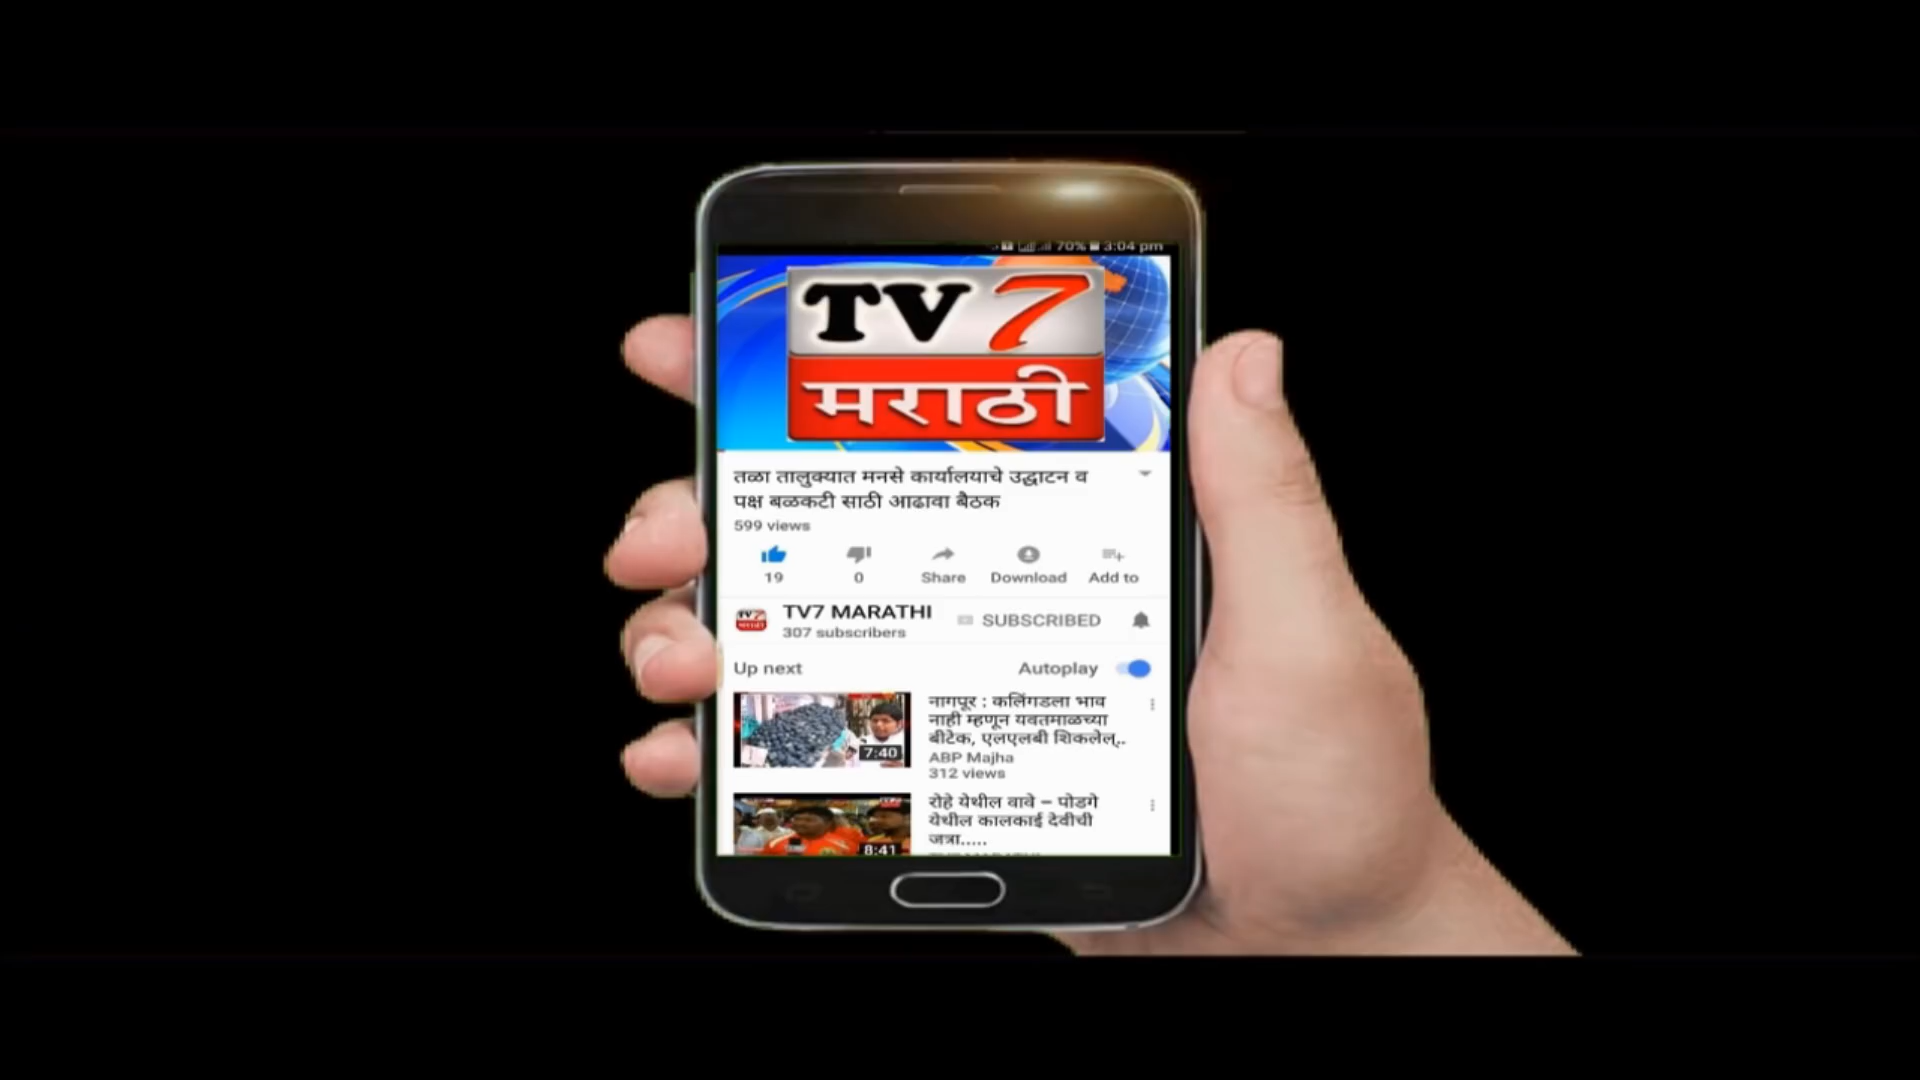 70% 3:04 pm
TV 7
मराठी
तळा तालुक्यात मनसे कार्यालयाचे उद्घाटन व
पक्ष बळकटी साठी आढावा बैठक
599 views
19 0 Share Download Add to
TV7 MARATHI SUBSCRIBED
307 subscribers
Up next Autoplay
नागपूर : कलिंगडला भाव
नाही म्हणून यवतमाळच्या
बीटेक, एलएलबी शिकलेल्..
ABP Majha
312 views
7:40
रोहे येथील वावे – पोडगे
येथील कालकाई देवीची
जत्रा.....
8:41